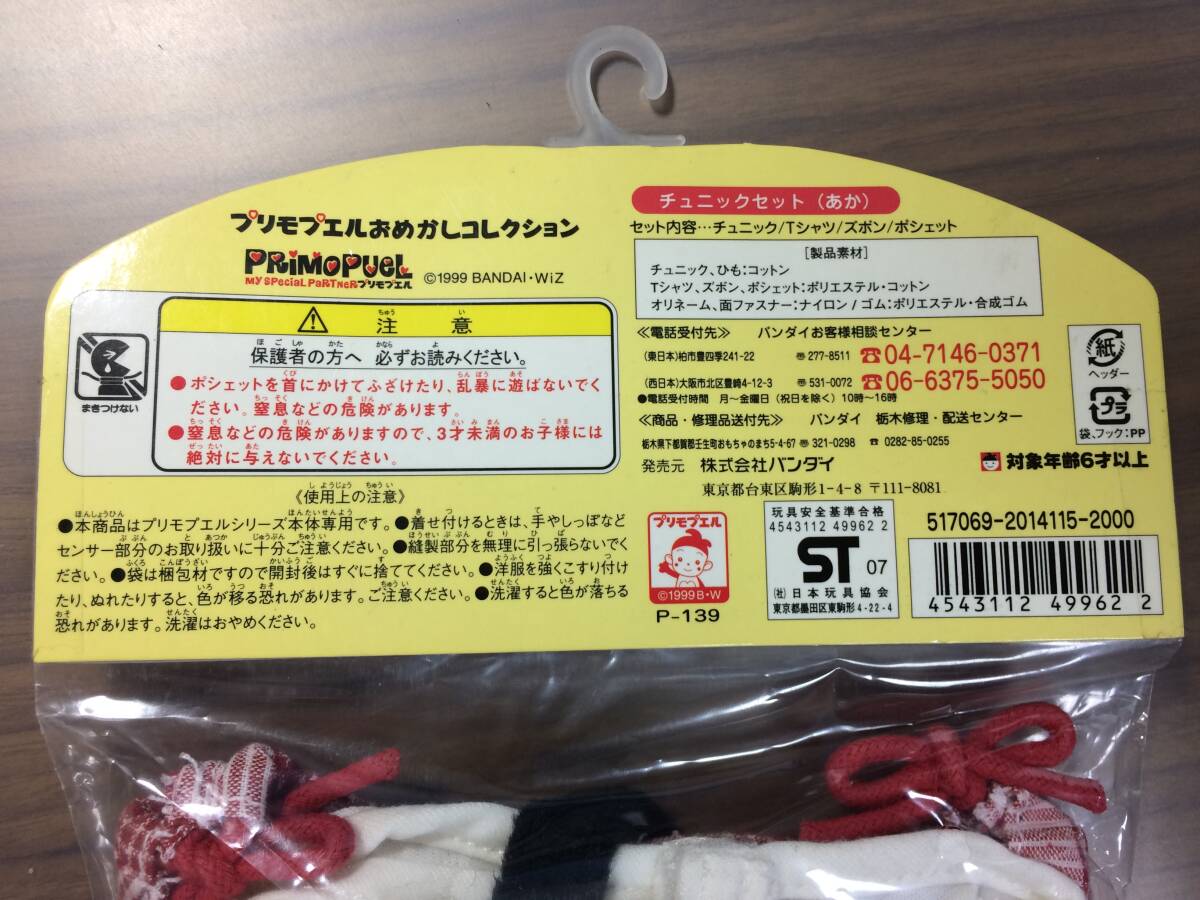 プリモプエルおめかしコレクション
PRiMOPUEL
MY SPECIAL PARTNER プリモプエル
©1999 BANDAI・WiZ
まきつけない
注意
保護者の方へ 必ずお読みください。
●ポシェットを首にかけてふざけたり、乱暴に遊ばないでく
ださい。窒息などの危険があります。
●窒息などの危険がありますので、3才未満のお子様には
絶対に与えないでください。
《使用上の注意》
●本商品はプリモプエルシリーズ本体専用です。●着せ付けるときは、手やしっぽなど
センサー部分のお取り扱いに十分ご注意ください。●縫製部分を無理に引っ張らないでく
ださい。●袋は梱包材ですので開封後はすぐに捨ててください。●洋服を強くこすり付け
たり、ぬれたりすると、色が移る恐れがあります。ご注意ください。●洗濯すると色が落ちる
恐れがあります。洗濯はおやめください。
チュニックセット(あか)
セット内容…チュニック/Tシャツ/ズボン/ポシェット
[製品素材]
チュニック、ひも:コットン
Tシャツ、ズボン、ポシェット:ポリエステル・コットン
オリネーム、面ファスナー:ナイロン / ゴム:ポリエステル・合成ゴム
≪電話受付先≫ バンダイお客様相談センター
(東日本)柏市豊四季241-22 〠277-8511 ☎04-7146-0371
(西日本)大阪市北区豊崎4-12-3 〠531-0072 ☎06-6375-5050
●電話受付時間 月〜金曜日(祝日を除く)10時〜16時
≪商品・修理品送付先≫ バンダイ 栃木修理・配送センター
栃木県下都賀郡壬生町おもちゃのまち5-4-67 〠321-0298 ☎0282-85-0255
発売元 株式会社バンダイ
東京都台東区駒形1-4-8 〒111-8081
紙
ヘッダー
プラ
袋、フック:PP
対象年齢6才以上
プリモプエル
©1999 B・W
P-139
玩具安全基準合格
4543112 49962 2
ST 07
(社)日本玩具協会
東京都墨田区東駒形4-22-4
517069-2014115-2000
4543112 499622